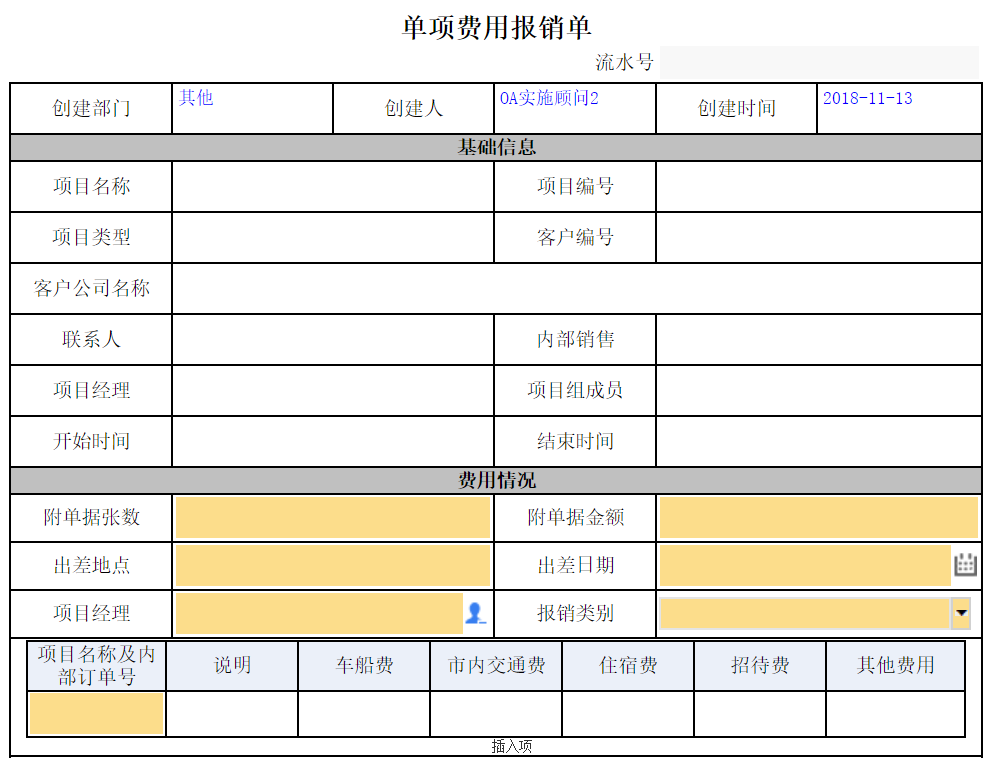 单项费用报销单
流水号
创建部门 其他 创建人 OA实施顾问2 创建时间 2018-11-13
基础信息
项目名称 项目编号
项目类型 客户编号
客户公司名称
联系人 内部销售
项目经理 项目组成员
开始时间 结束时间
费用情况
附单据张数 附单据金额
出差地点 出差日期
项目经理 报销类别
项目名称及内
部订单号 说明 车船费 市内交通费 住宿费 招待费 其他费用
插入项